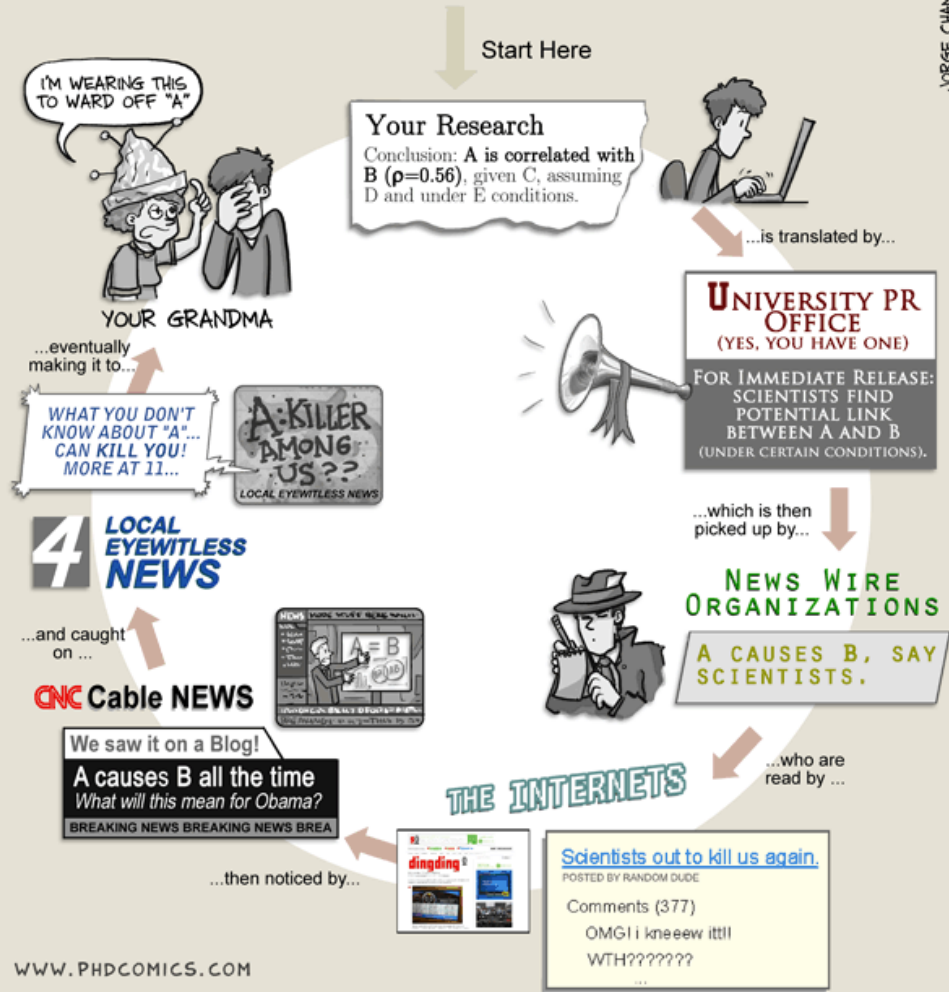 JORGE CHAM
Start Here
Your Research
Conclusion: A is correlated with
B (ρ=0.56), given C, assuming
D and under E conditions.
...is translated by...
UNIVERSITY PR
OFFICE
(YES, YOU HAVE ONE)
FOR IMMEDIATE RELEASE:
SCIENTISTS FIND
POTENTIAL LINK
BETWEEN A AND B
(UNDER CERTAIN CONDITIONS).
...which is then
picked up by...
NEWS WIRE
ORGANIZATIONS
A CAUSES B, SAY
SCIENTISTS.
...who are
read by ...
THE INTERNETS
Scientists out to kill us again.
POSTED BY RANDOM DUDE
Comments (377)
OMG! i kneeew itt!!
WTH???????
...
dingding
...then noticed by...
We saw it on a Blog!
A causes B all the time
What will this mean for Obama?
BREAKING NEWS BREAKING NEWS BREA
CNC Cable NEWS
NEWS
A = B
...and caught
on ...
4 LOCAL
EYEWITLESS
NEWS
WHAT YOU DON'T
KNOW ABOUT "A"...
CAN KILL YOU!
MORE AT 11...
A: KILLER
AMONG
US??
LOCAL EYEWITLESS NEWS
...eventually
making it to...
YOUR GRANDMA
I'M WEARING THIS
TO WARD OFF "A"
WWW.PHDCOMICS.COM